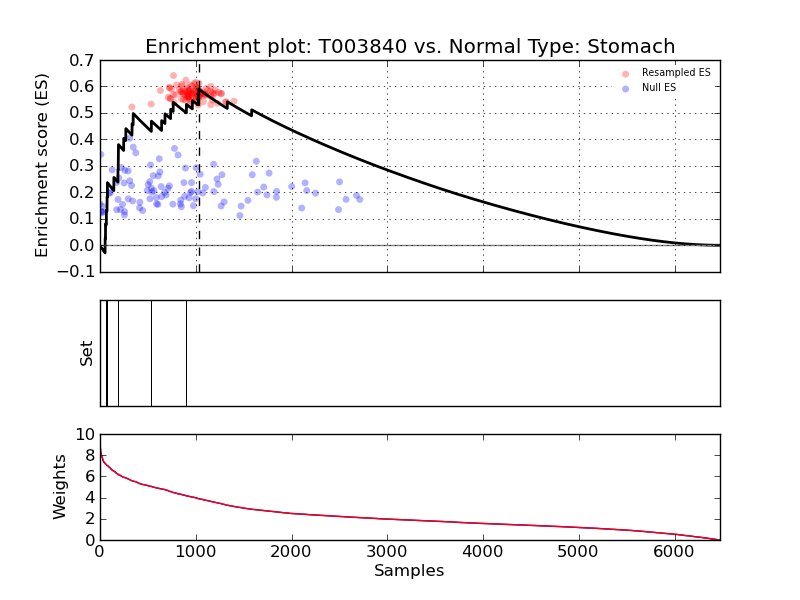 Enrichment plot: T003840 vs. Normal Type: Stomach
Enrichment score (ES)
0.7
0.6
0.5
0.4
0.3
0.2
0.1
0.0
−0.1
Resampled ES
Null ES
Set
Weights
10
8
6
4
2
0
0 1000 2000 3000 4000 5000 6000
Samples